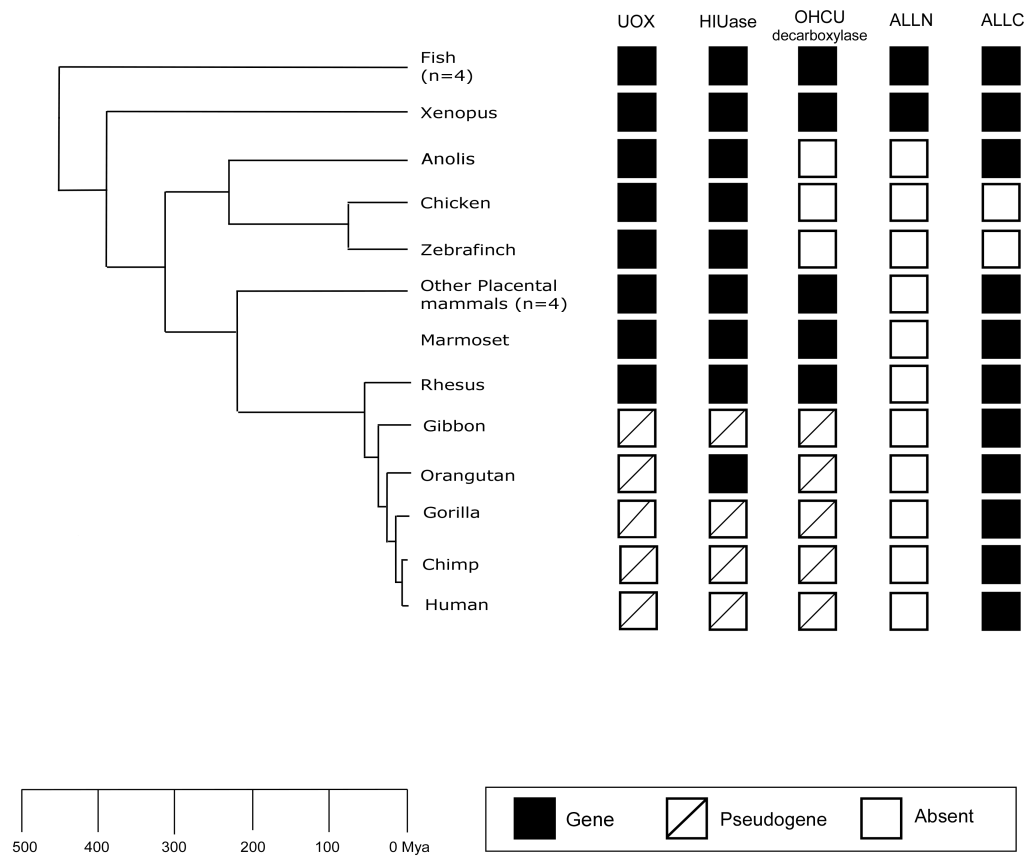 UOX HIUase OHCU ALLN ALLC
decarboxylase
Fish
(n=4)
Xenopus
Anolis
Chicken
Zebrafinch
Other Placental
mammals (n=4)
Marmoset
Rhesus
Gibbon
Orangutan
Gorilla
Chimp
Human
500 400 300 200 100 0 Mya
Gene Pseudogene Absent